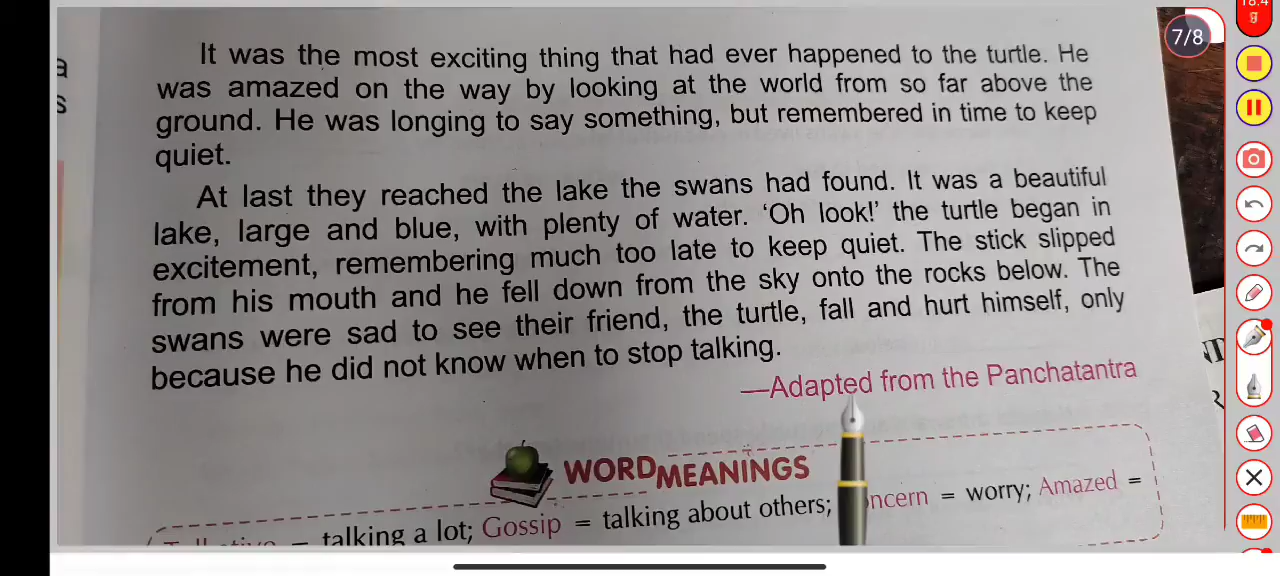 It was the most exciting thing that had ever happened to the turtle. He
was amazed on the way by looking at the world from so far above the
ground. He was longing to say something, but remembered in time to keep
quiet.
At last they reached the lake the swans had found. It was a beautiful
lake, large and blue, with plenty of water. ‘Oh look!’ the turtle began in
excitement, remembering much too late to keep quiet. The stick slipped
from his mouth and he fell down from the sky onto the rocks below. The
swans were sad to see their friend, the turtle, fall and hurt himself, only
because he did not know when to stop talking.
—Adapted from the Panchatantra
WORD MEANINGS
= talking a lot; Gossip = talking about others; = worry; Amazed =
7/8